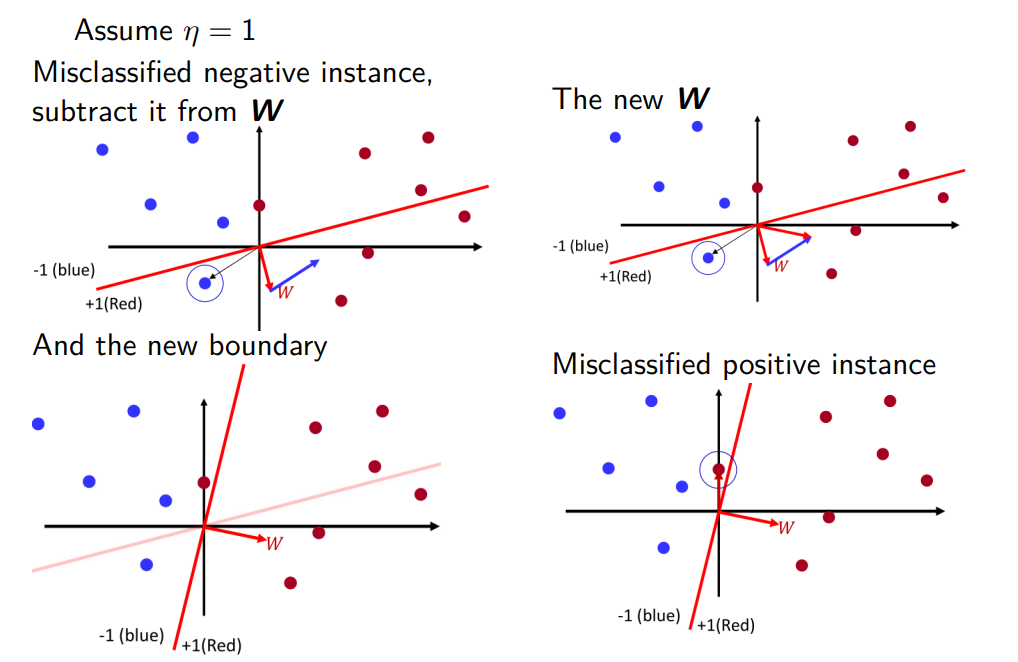 Assume η = 1
Misclassified negative instance,
subtract it from W
-1 (blue)
+1(Red)
W
The new W
-1 (blue)
+1(Red)
W
And the new boundary
W
-1 (blue)
+1(Red)
Misclassified positive instance
W
-1 (blue)
+1(Red)